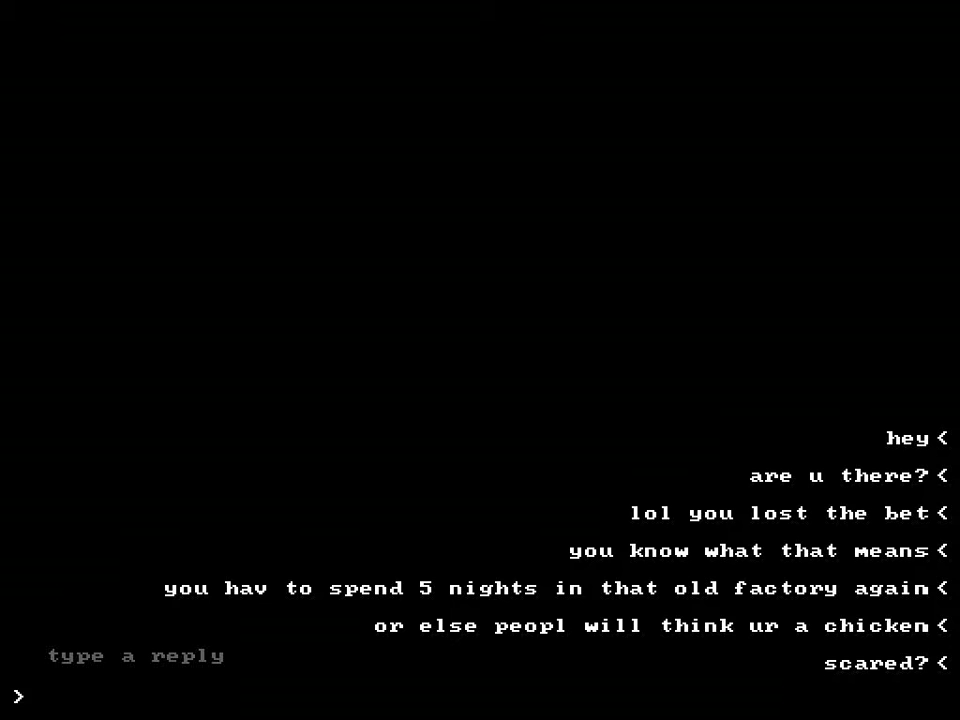 hey <
are u there? <
lol you lost the bet <
you know what that means <
you hav to spend 5 nights in that old factory again <
or else peopl will think ur a chicken <
type a reply
scared? <
>